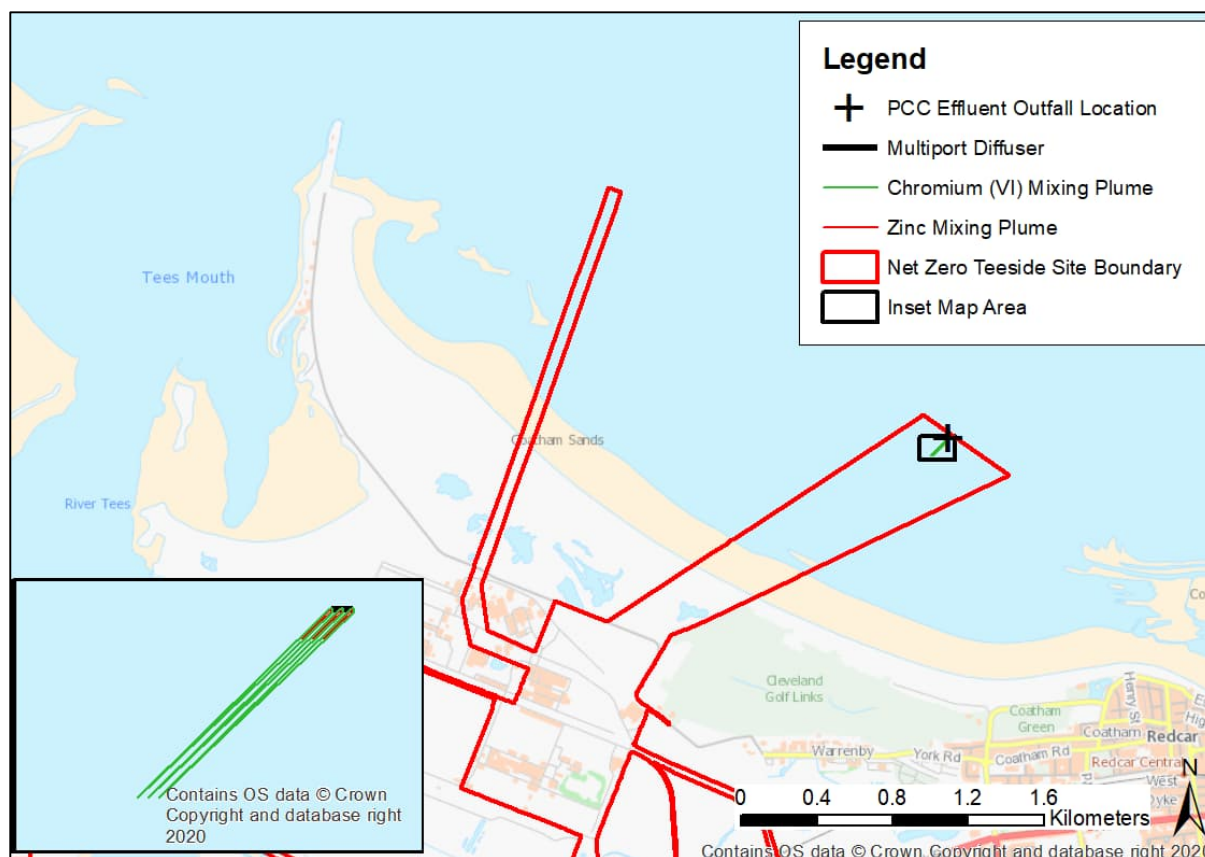 Legend
PCC Effluent Outfall Location
Multiport Diffuser
Chromium (VI) Mixing Plume
Zinc Mixing Plume
Net Zero Teeside Site Boundary
Inset Map Area
Tees Mouth
Coatham Sands
River Tees
Cleveland
Golf Links
Coatham
Green
Henry St
High
Coatham
Redcar
Warrenby
York Rd
Coatham Rd
Redcar Central
West
Dyke
N
0 0.4 0.8 1.2 1.6
Kilometers
Contains OS data © Crown
Copyright and database right
2020
Contains OS data © Crown Copyright and database right 2020